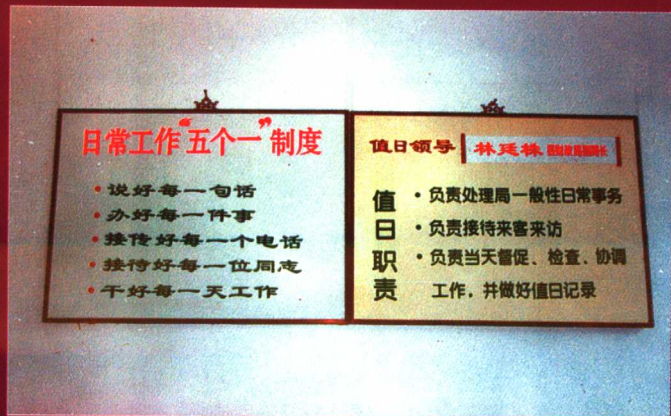 日常工作“五个一”制度
说好每一句话
办好每一件事
接传好每一个电话
接待好每一位同志
干好每一天工作
值日领导 林廷株
值日职责
· 负责处理局一般性日常事务
· 负责接待来客来访
· 负责当天督促、检查、协调
工作,并做好值日记录